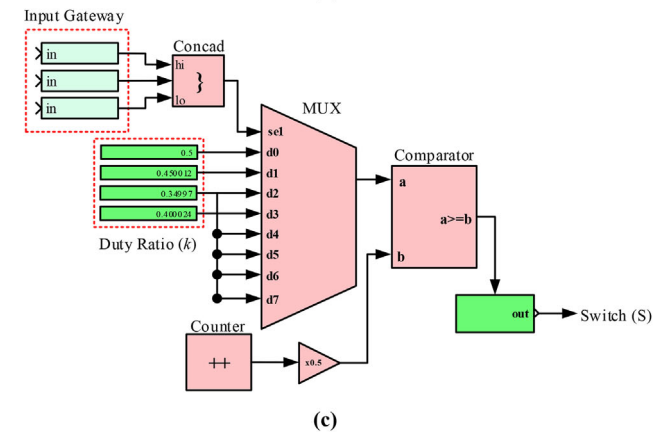 Input Gateway
in
in
in
Concad
hi
}
lo
MUX
sel
0.5
d0
0.450012
d1
0.34997
d2
0.400024
d3
d4
d5
d6
d7
Duty Ratio (k)
Comparator
a
a>=b
b
Counter
++
x0.5
out
Switch (S)
(c)